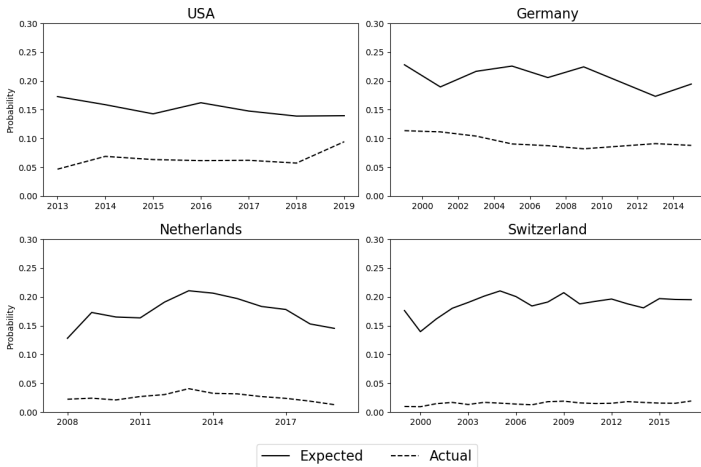 USA
0.30
0.25
0.20
0.15
0.10
0.05
0.00
Probability
2013 2014 2015 2016 2017 2018 2019
Germany
0.30
0.25
0.20
0.15
0.10
0.05
0.00
2000 2002 2004 2006 2008 2010 2012 2014
Netherlands
0.30
0.25
0.20
0.15
0.10
0.05
0.00
Probability
2008 2011 2014 2017
Switzerland
0.30
0.25
0.20
0.15
0.10
0.05
0.00
2000 2003 2006 2009 2012 2015
Expected Actual